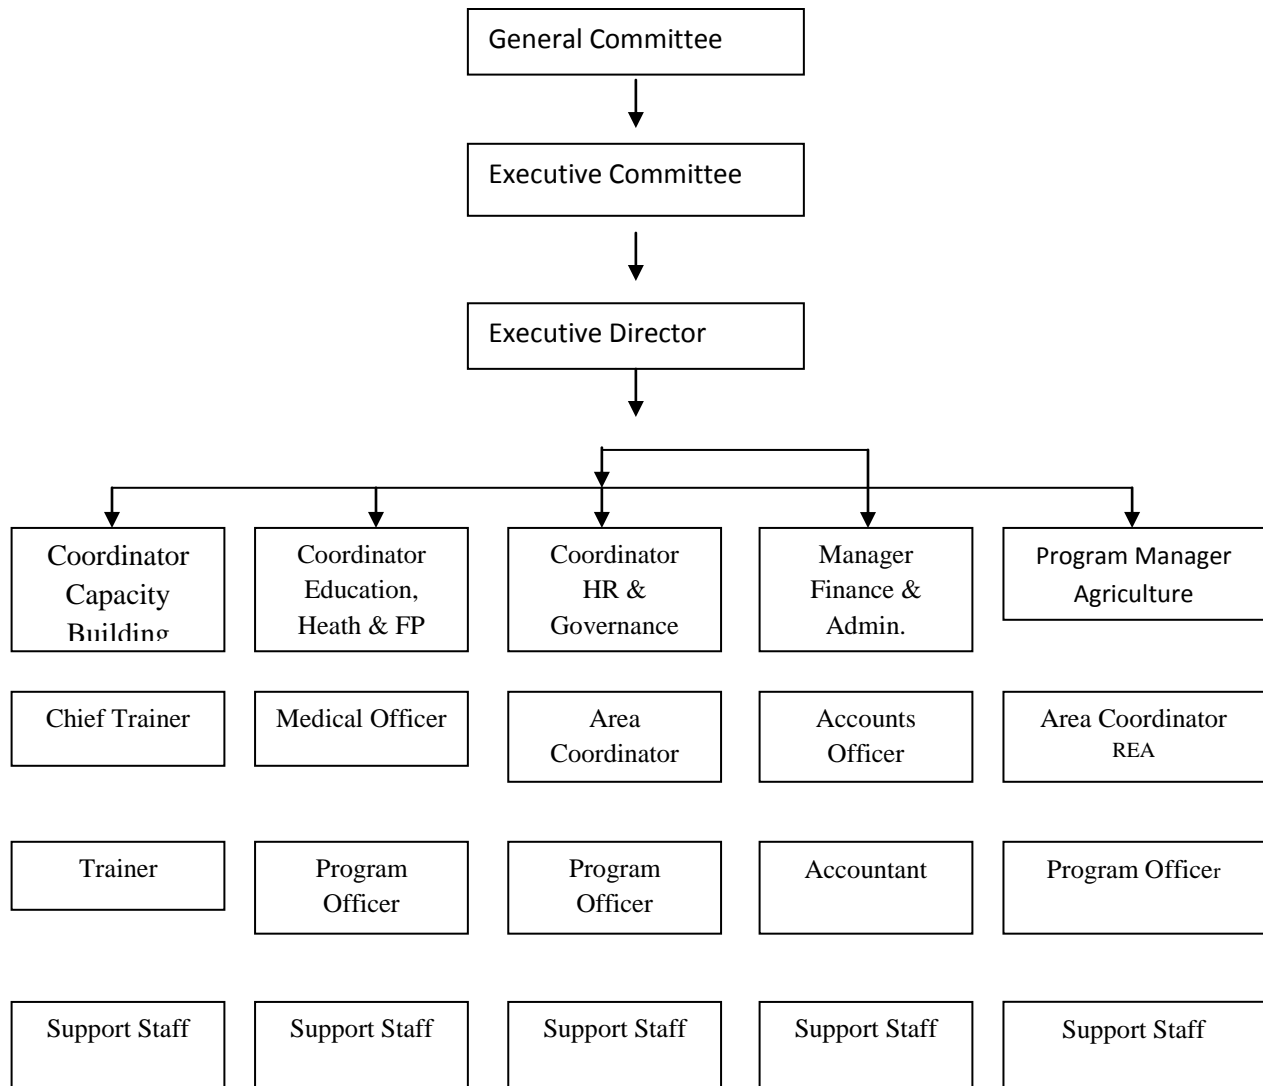 General Committee
Executive Committee
Executive Director
Coordinator
Capacity
Building
Coordinator
Education,
Heath & FP
Coordinator
HR &
Governance
Manager
Finance &
Admin.
Program Manager
Agriculture
Chief Trainer
Medical Officer
Area
Coordinator
Accounts
Officer
Area Coordinator
REA
Trainer
Program
Officer
Program
Officer
Accountant
Program Officer
Support Staff
Support Staff
Support Staff
Support Staff
Support Staff